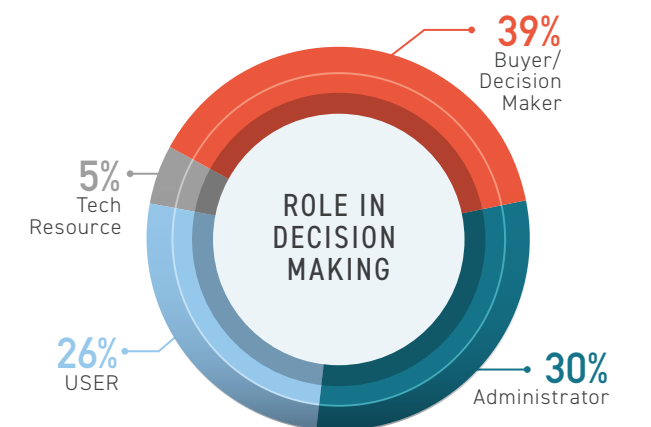 39%
Buyer/
Decision
Maker
5%
Tech
Resource
ROLE IN
DECISION
MAKING
26%
USER
30%
Administrator